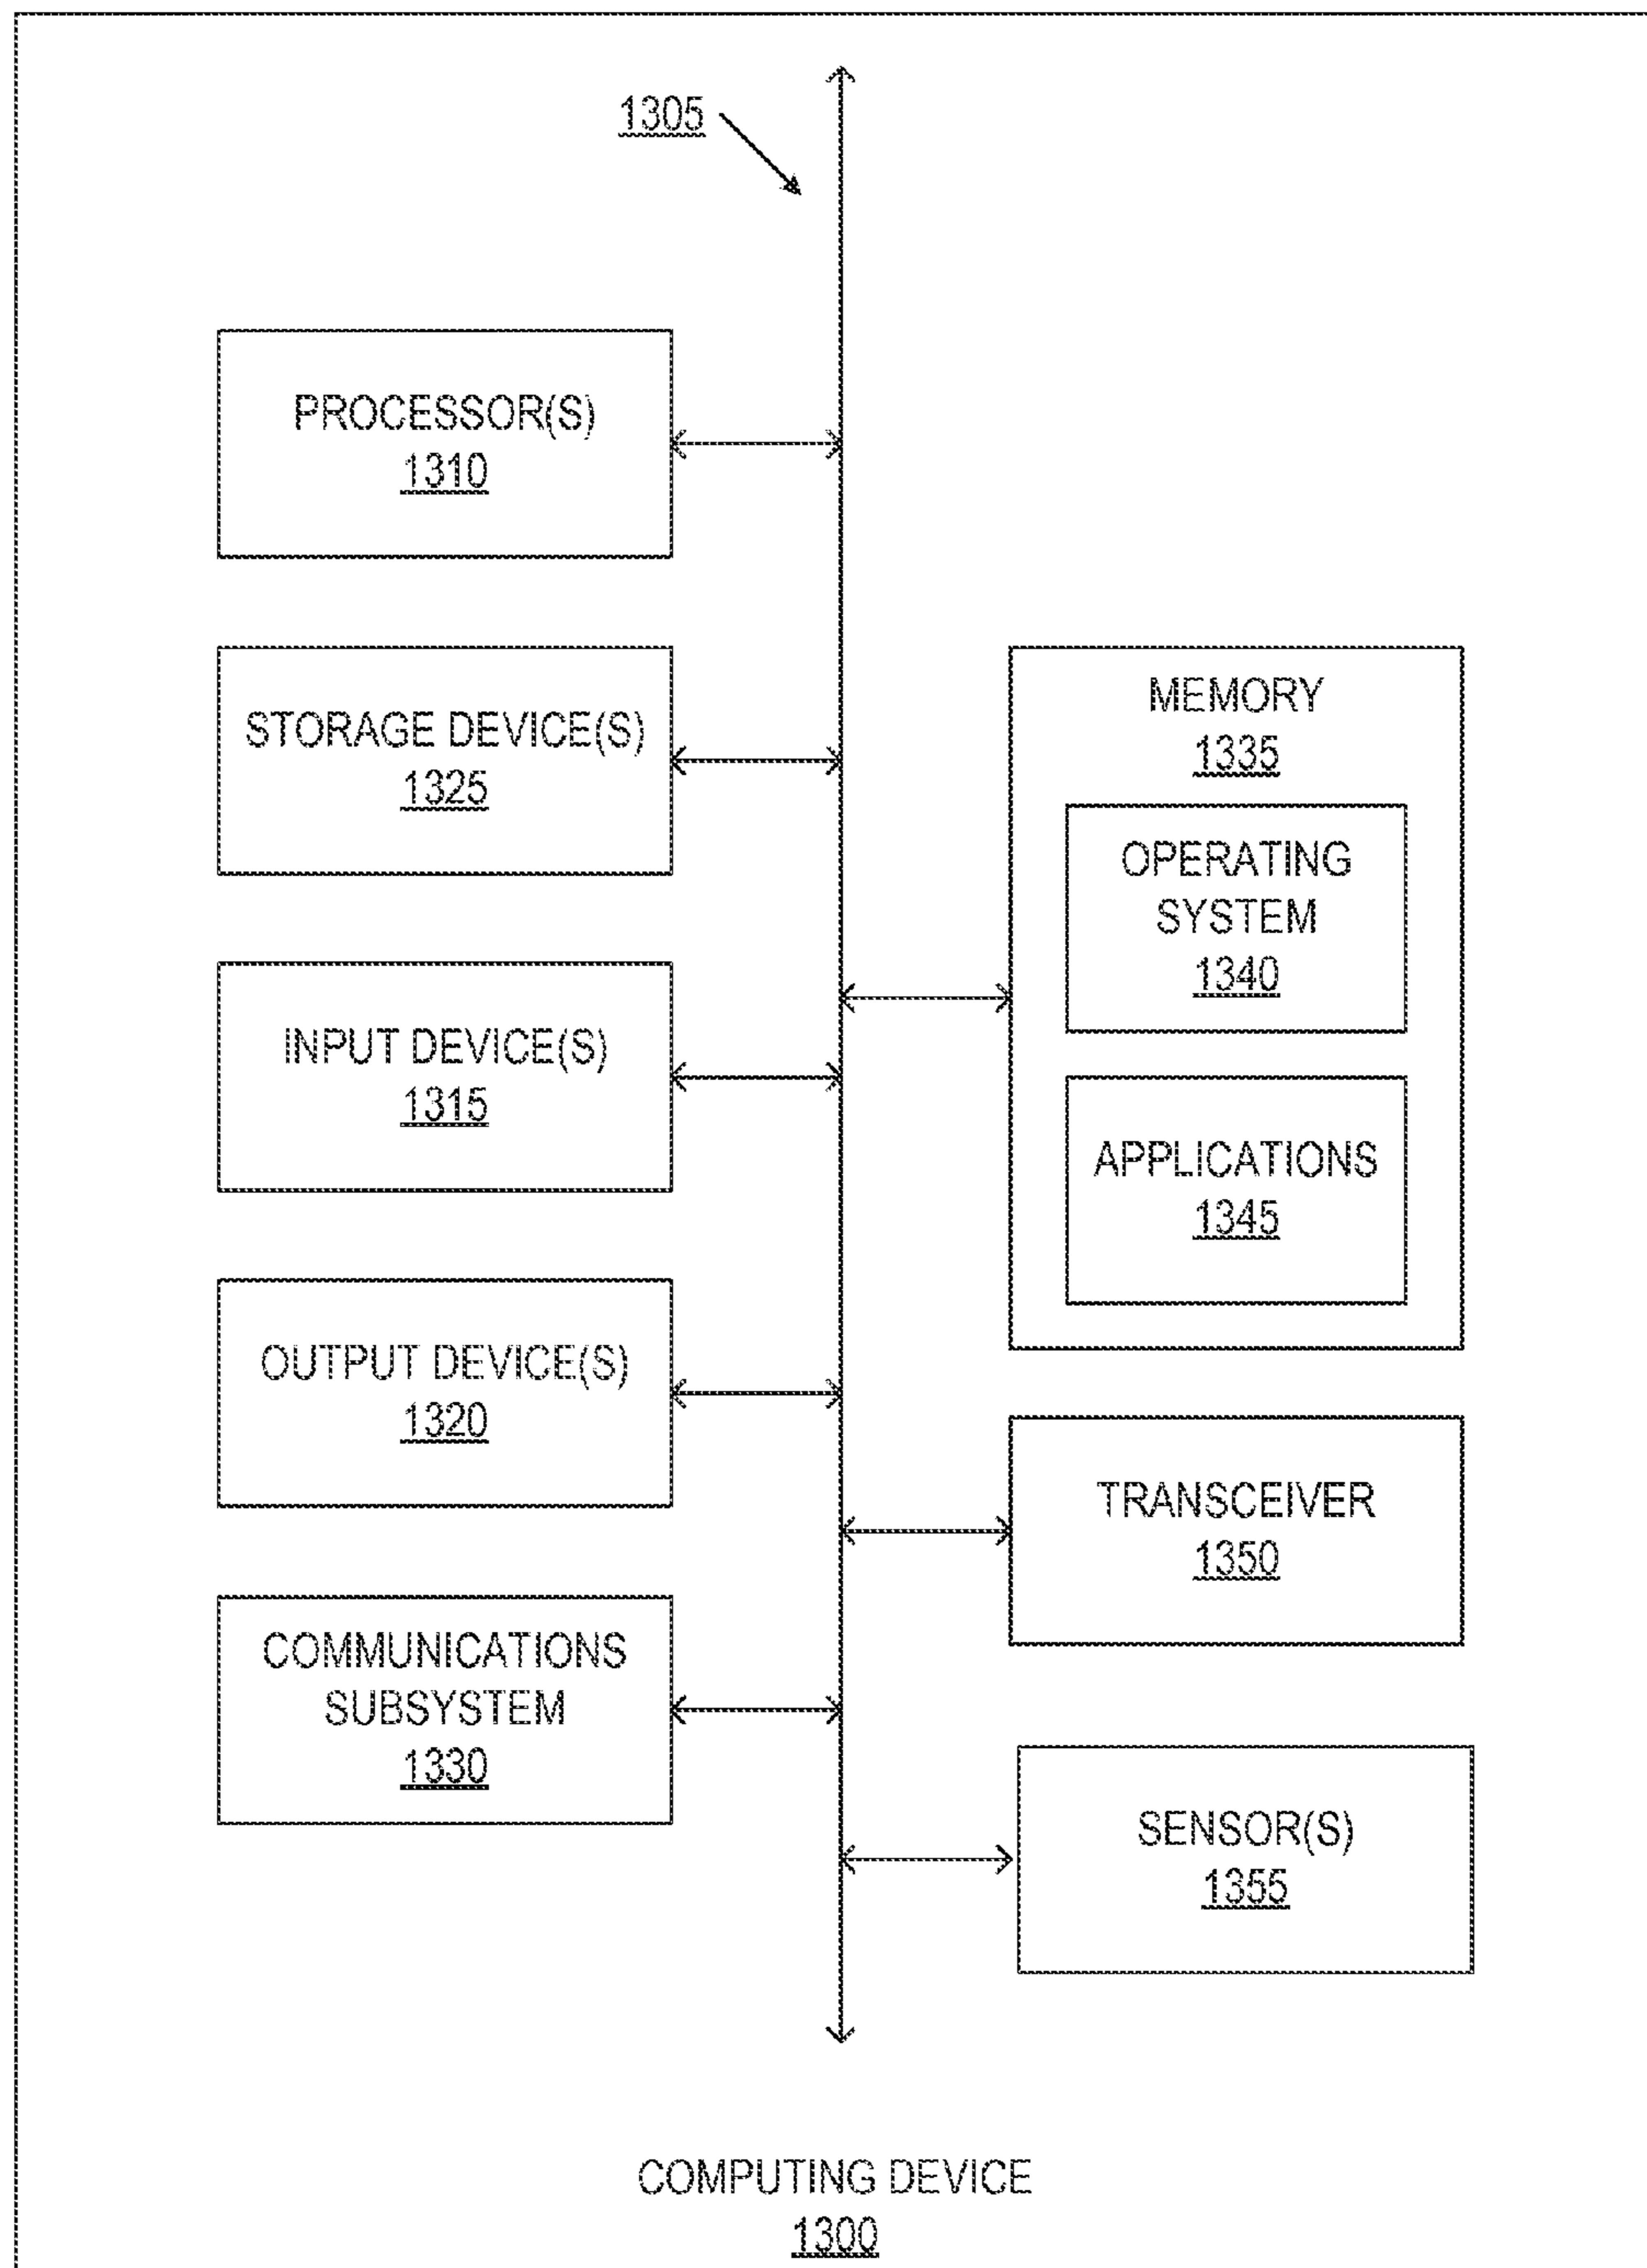 1305
PROCESSOR(S)
1310
STORAGE DEVICE(S)
1325
INPUT DEVICE(S)
1315
OUTPUT DEVICE(S)
1320
COMMUNICATIONS
SUBSYSTEM
1330
MEMORY
1335
OPERATING
SYSTEM
1340
APPLICATIONS
1345
TRANSCEIVER
1350
SENSOR(S)
1355
COMPUTING DEVICE
1300